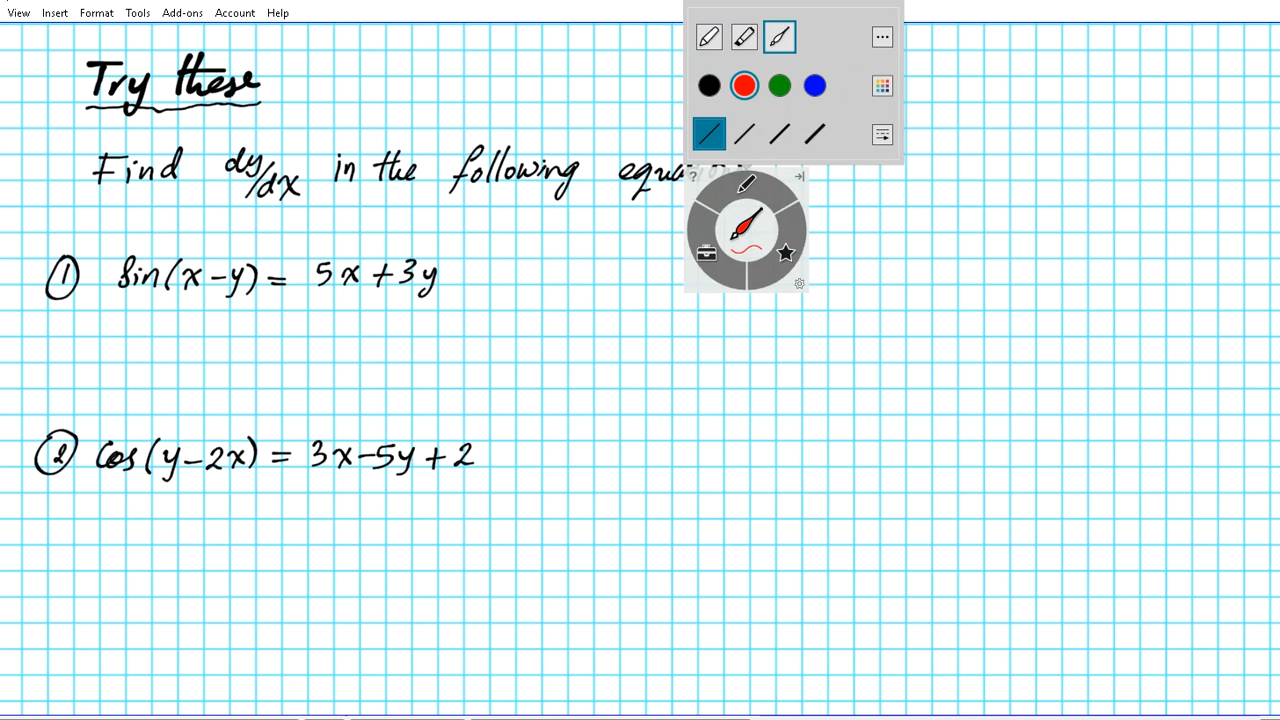 View Insert Format Tools Add-ons Account Help
Try these
Find dy/dx in the following
① Sin(x-y) = 5x+3y
② Cos(y-2x) = 3x-5y+2